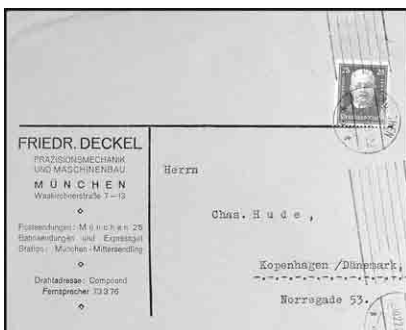 FRIEDR. DECKEL
PRÄZISIONSMECHANIK
UND MASCHINENBAU
MÜNCHEN
Waakirchnerstraße 7-13
Postsendungen: München 25
Bahnsendungen und Expressgut
Station: München-Mittersendling
Drahtadresse: Compound
Fernsprecher 73376
Herrn
Chas. Hude,
Kopenhagen /Dänemark,
Norregade 53.
25